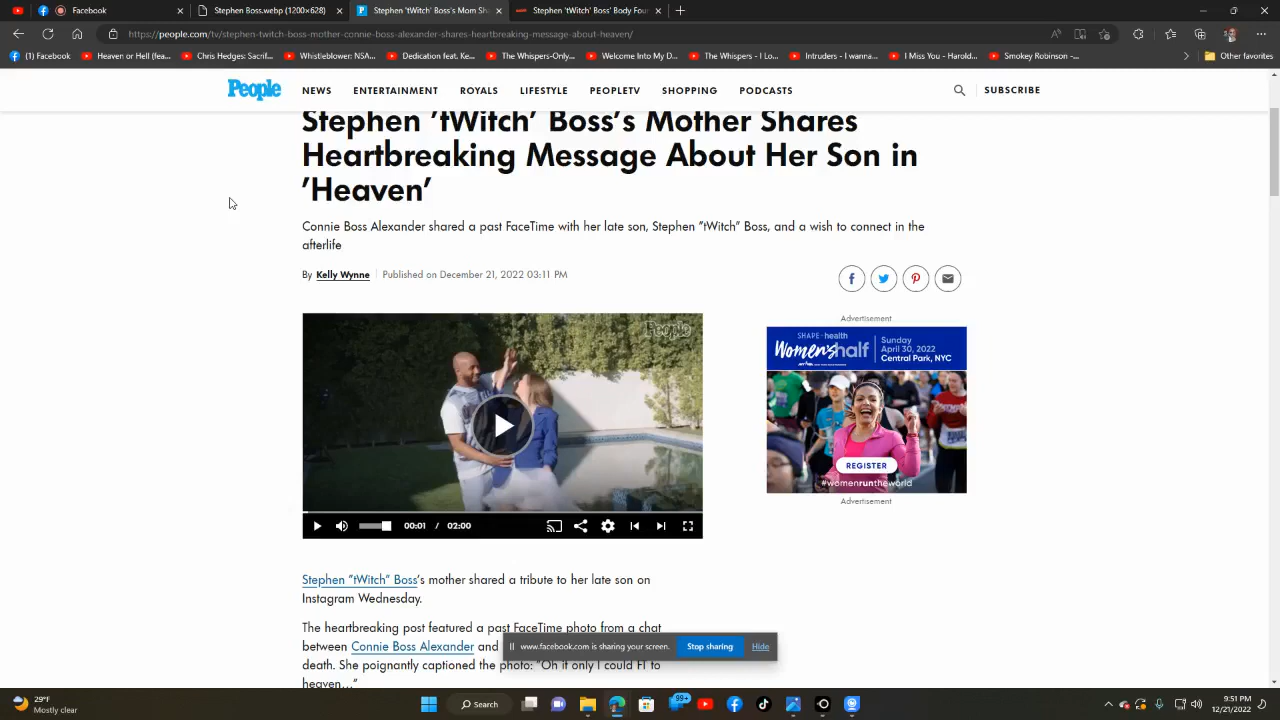 Facebook
Stephen Boss.webp (1200×628)
Stephen 'tWitch' Boss's Mom Sh
Stephen 'tWitch' Boss' Body Four
https://people.com/tv/stephen-twitch-boss-mother-connie-boss-alexander-shares-heartbreaking-message-about-heaven/
(1) Facebook
Heaven or Hell (fea...
Chris Hedges: Sacrif...
Whistleblower: NSA...
Dedication feat. Ke...
The Whispers-Only...
Welcome Into My D...
The Whispers - I Lo...
Intruders - I wanna...
I Miss You - Harold...
Smokey Robinson –...
Other favorites
People
NEWS
ENTERTAINMENT
ROYALS
LIFESTYLE
PEOPLETV
SHOPPING
PODCASTS
SUBSCRIBE
Stephen 'tWitch' Boss's Mother Shares
Heartbreaking Message About Her Son in
'Heaven'
Connie Boss Alexander shared a past FaceTime with her late son, Stephen "tWitch" Boss, and a wish to connect in the
afterlife
By Kelly Wynne | Published on December 21, 2022 03:11 PM
People
00:01 / 02:00
Advertisement
SHAPE+health
Women's half
Sunday
April 30, 2022
Central Park, NYC
REGISTER
#womenruntheworld
Advertisement
Stephen "tWitch" Boss's mother shared a tribute to her late son on
Instagram Wednesday.
The heartbreaking post featured a past FaceTime photo from a chat
between Connie Boss Alexander and
death. She poignantly captioned the photo: "Oh if only I could FT to
heaven..."
www.facebook.com is sharing your screen.
Stop sharing
Hide
29°F
Mostly clear
Search
99+
9:51 PM
12/21/2022